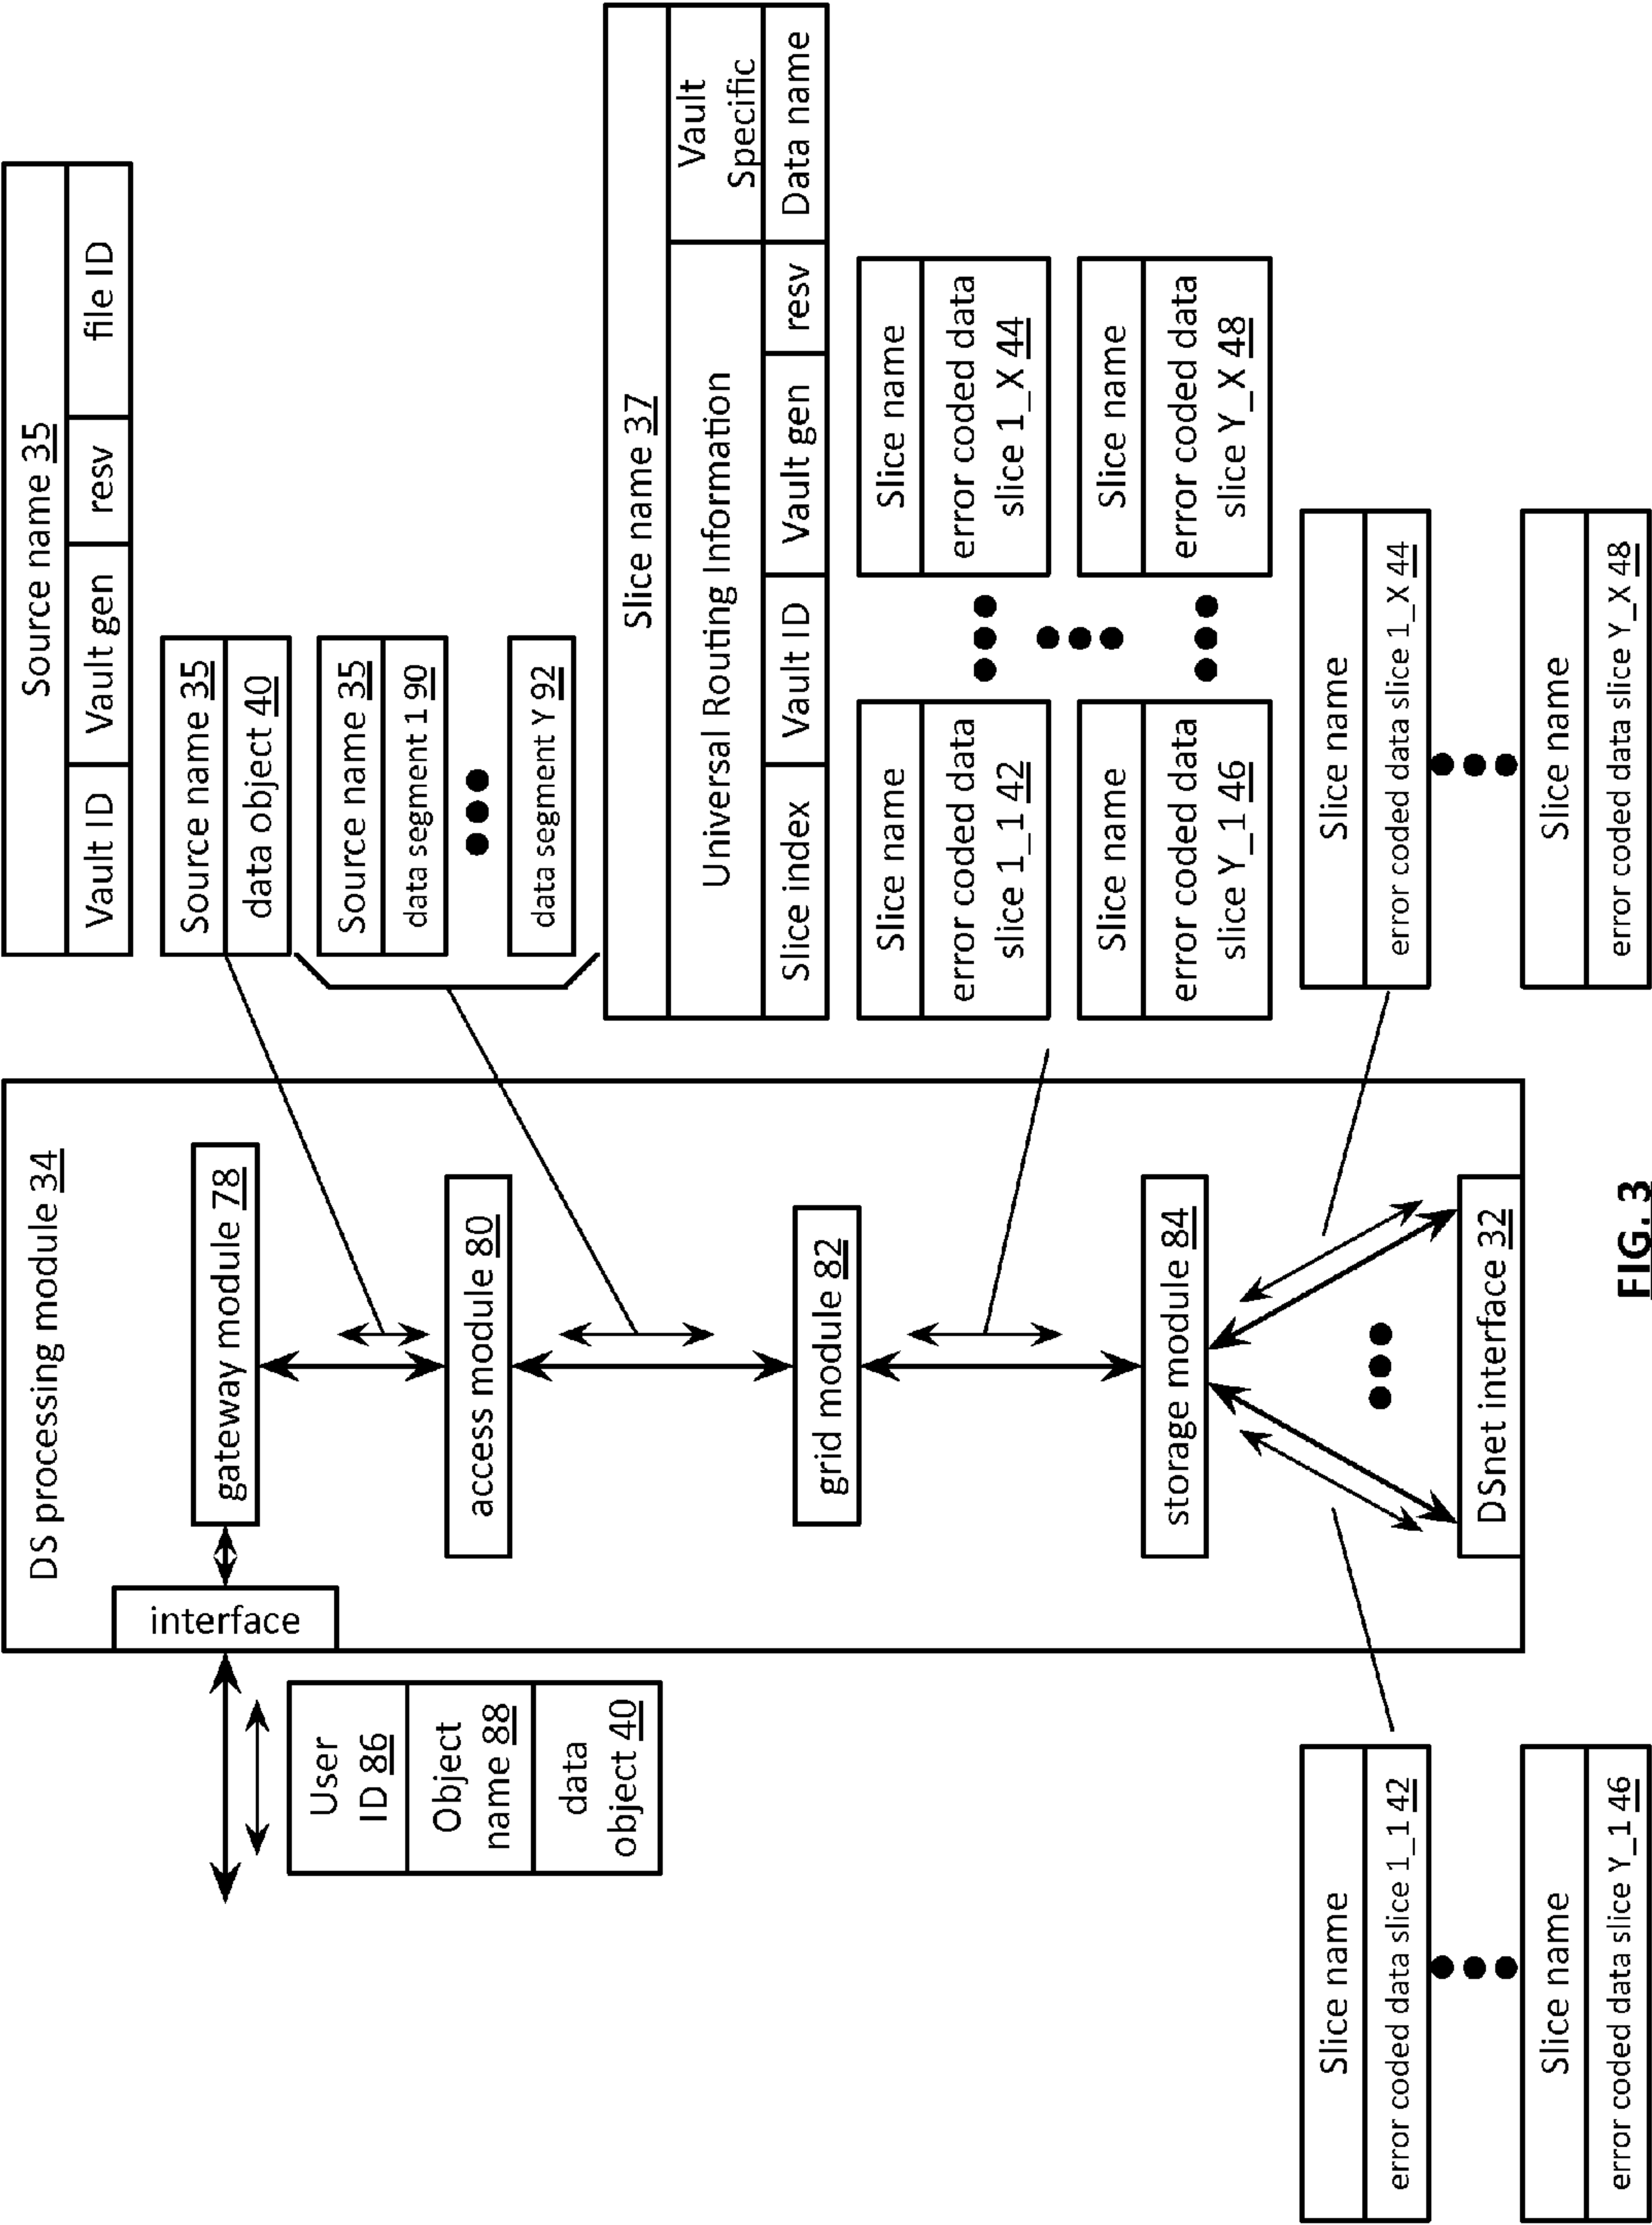 DS processing module 34
Source name 35
Vault ID
Vault gen
resv
file ID
interface
gateway module 78
Source name 35
data object 40
User
ID 86
Object
name 88
data
object 40
access module 80
Source name 35
data segment 1 90
data segment Y 92
Slice name 37
Universal Routing Information
Vault
Specific
Slice index
Vault ID
Vault gen
resv
Data name
grid module 82
Slice name
error coded data
slice 1_1 42
Slice name
error coded data
slice 1_X 44
Slice name
error coded data
slice Y_1 46
Slice name
error coded data
slice Y_X 48
storage module 84
Slice name
error coded data slice 1_1 42
Slice name
error coded data slice Y_1 46
Slice name
error coded data slice 1_X 44
Slice name
error coded data slice Y_X 48
DSnet interface 32
FIG. 3